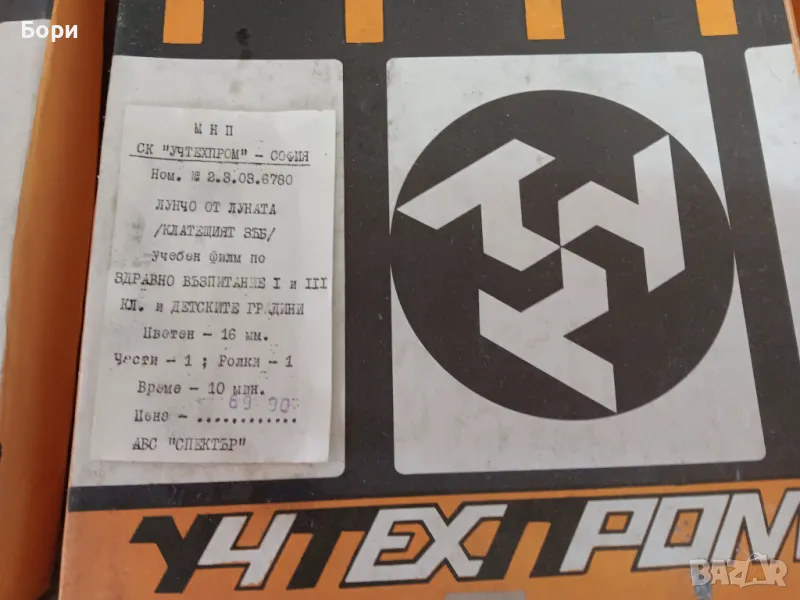 Бори
МНП
СК "УЧТЕХПРОМ" - СОФИЯ
Ном. № 2.3.03.6780
ЛУНЧО ОТ ЛУНАТА
/КЛАТЕЩИЯТ ЗЪБ/
учебен филм по
ЗДРАВНО ВЪЗПИТАНИЕ I и III
КЛ. и ДЕТСКИТЕ ГРАДИНИ
Цветен - 16 мм.
Части - 1 ; Ролки - 1
Време - 10 мин.
Цена - ............
АВС "СПЕКТЪР"
УЧТЕХПРОМ
BAZAR